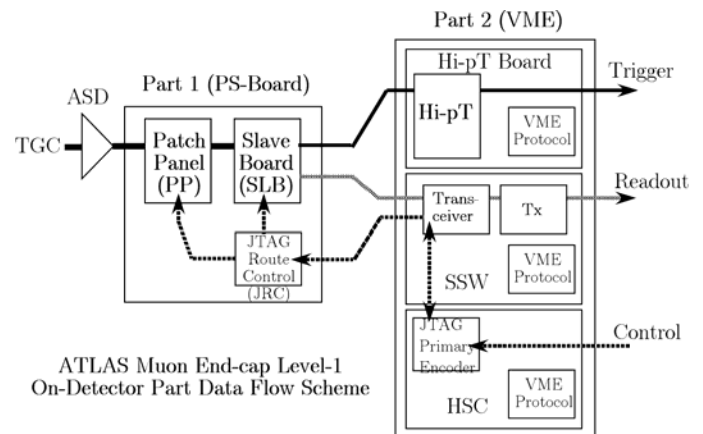 Part 2 (VME)
Part 1 (PS-Board)
ASD
TGC
Patch
Panel
(PP)
Slave
Board
(SLB)
JTAG
Route
Control
(JRC)
Hi-pT Board
Hi-pT
VME
Protocol
Trigger
Trans-
ceiver
Tx
Readout
VME
Protocol
SSW
JTAG
Primary
Encoder
Control
VME
Protocol
HSC
ATLAS Muon End-cap Level-1
On-Detector Part Data Flow Scheme